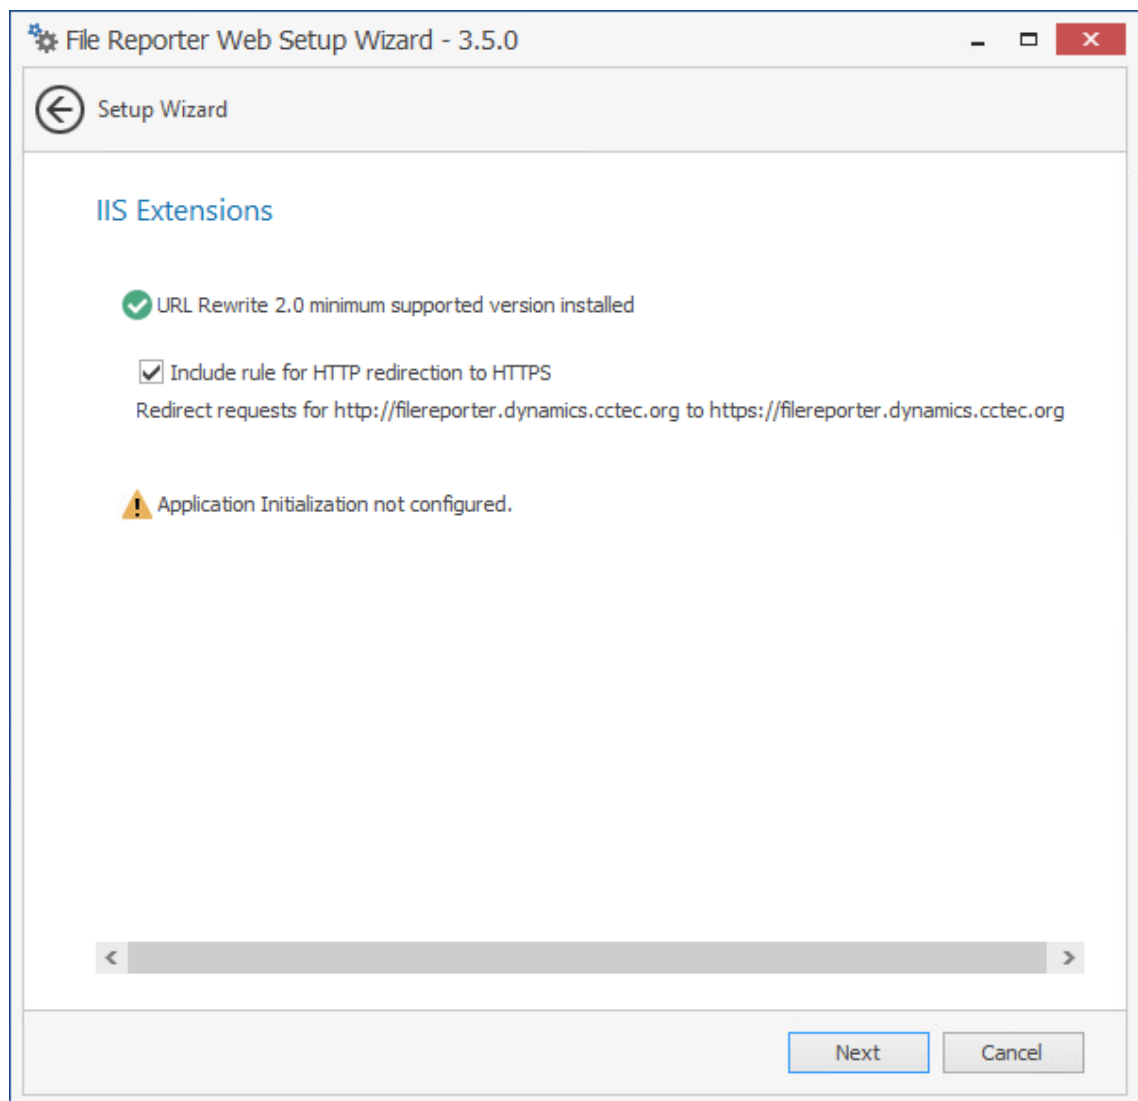 File Reporter Web Setup Wizard - 3.5.0
Setup Wizard
IIS Extensions
URL Rewrite 2.0 minimum supported version installed
Include rule for HTTP redirection to HTTPS
Redirect requests for http://filereporter.dynamics.cctec.org to https://filereporter.dynamics.cctec.org
Application Initialization not configured.
Next Cancel